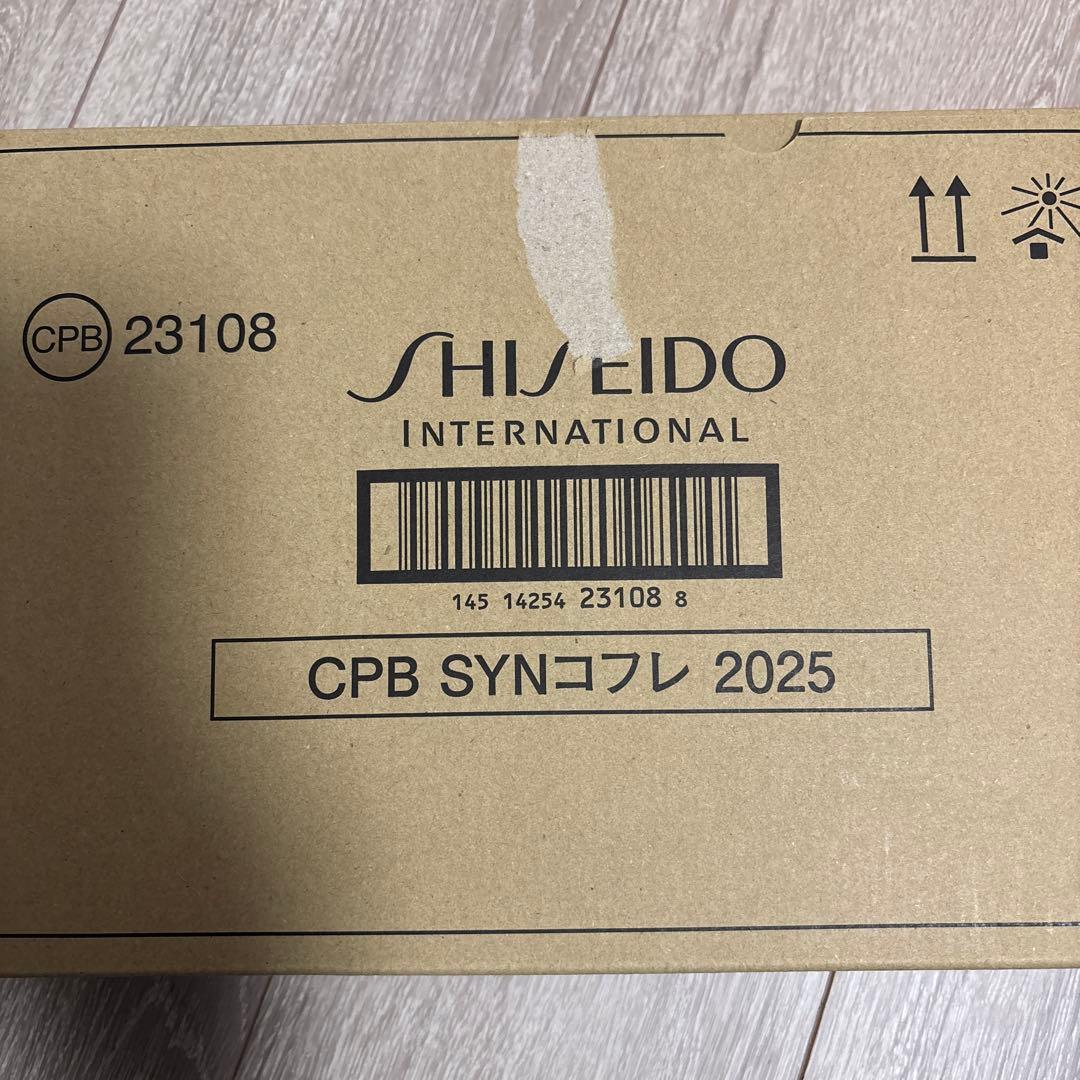 CPB 23108
SHISEIDO
INTERNATIONAL
145 14254 23108 8
CPB SYNコフレ 2025